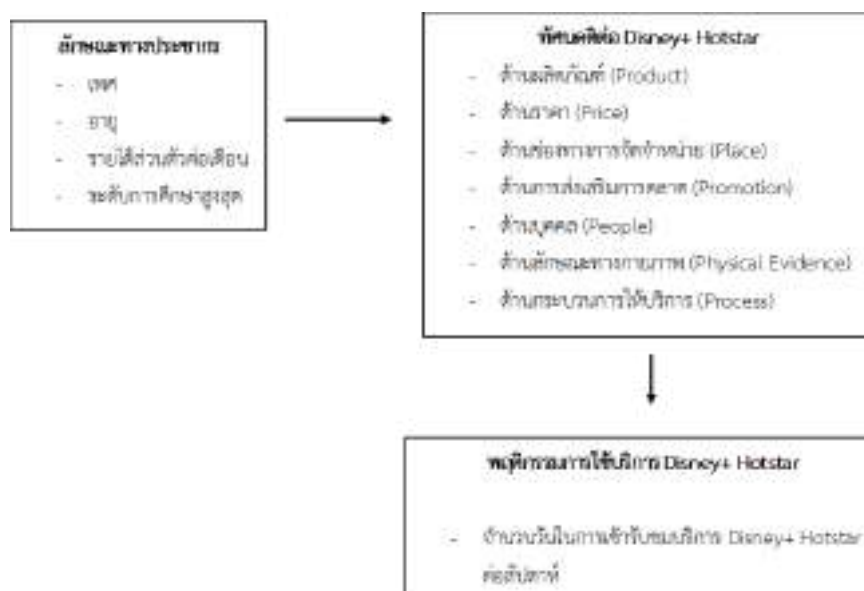 ลักษณะทางประชากร
- เพศ
- อายุ
- รายได้ส่วนตัวต่อเดือน
- ระดับการศึกษาสูงสุด
ทัศนคติต่อ Disney+ Hotstar
- ด้านผลิตภัณฑ์ (Product)
- ด้านราคา (Price)
- ด้านช่องทางการจัดจำหน่าย (Place)
- ด้านการส่งเสริมการตลาด (Promotion)
- ด้านบุคคล (People)
- ด้านลักษณะทางกายภาพ (Physical Evidence)
- ด้านกระบวนการให้บริการ (Process)
พฤติกรรมการใช้บริการ Disney+ Hotstar
- จำนวนวันในการเข้ารับชมบริการ Disney+ Hotstar
ต่อสัปดาห์